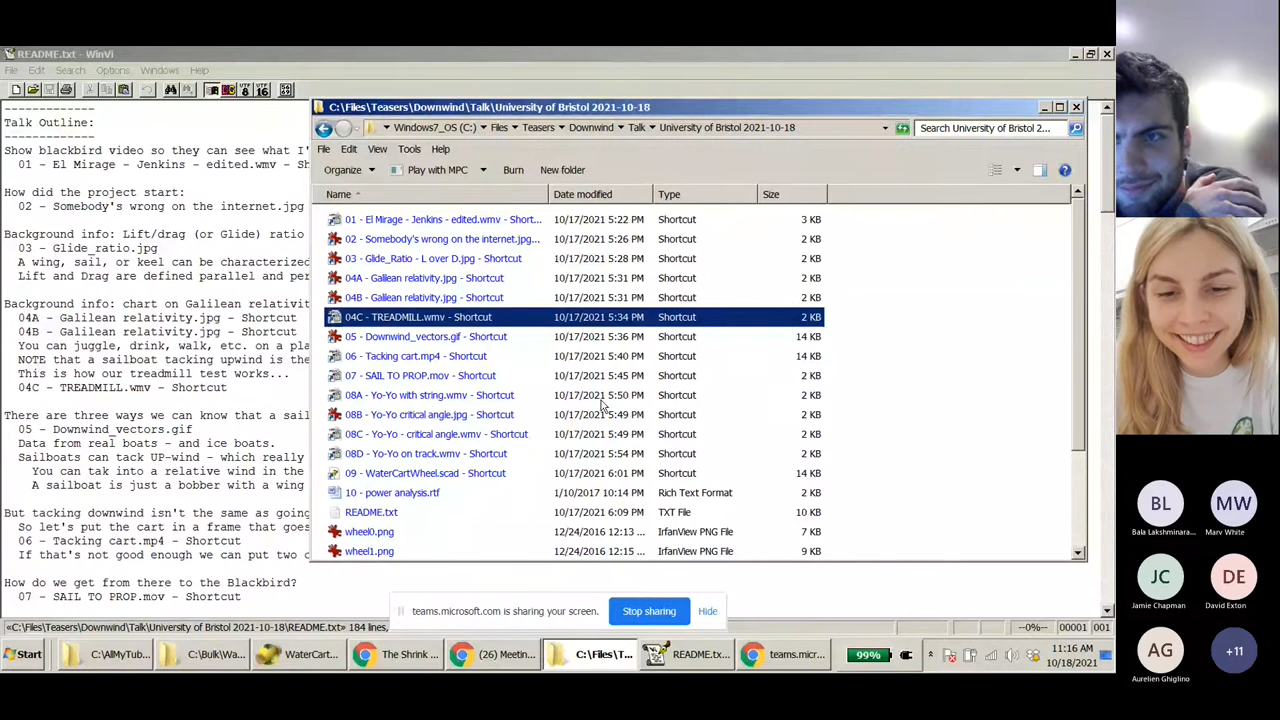 README.txt - WinVi
File Edit Search Options Windows Help
-------------
Talk Outline:
-------------
Show blackbird video so they can see what I'
01 - El Mirage - Jenkins - edited.wmv - S
How did the project start:
02 - Somebody's wrong on the internet.jpg
Background info: Lift/drag (or Glide) ratio
03 - Glide_ratio.jpg
A wing, sail, or keel can be characterize
Lift and Drag are defined parallel and per
Background info: chart on Galilean relativit
04A - Galilean relativity.jpg - Shortcut
04B - Galilean relativity.jpg - Shortcut
You can juggle, drink, walk, etc. on a pla
NOTE that a sailboat tacking upwind is the
This is how our treadmill test works...
04C - TREADMILL.wmv - Shortcut
There are three ways we can know that a sail
05 - Downwind_vectors.gif
Data from real boats - and ice boats.
Sailboats can tack UP-wind - which really
You can tak into a relative wind in the
A sailboat is just a bobber with a wing
But tacking downwind isn't the same as going
So let's put the cart in a frame that goes
06 - Tacking cart.mp4 - Shortcut
If that's not good enough we can put two c
How do we get from there to the Blackbird?
07 - SAIL TO PROP.mov - Shortcut
«C:\Files\Teasers\Downwind\Talk\University of Bristol 2021-10-18\README.txt» 184 lines, --0%-- 00001 001
C:\Files\Teasers\Downwind\Talk\University of Bristol 2021-10-18
Windows7_OS (C:) Files Teasers Downwind Talk University of Bristol 2021-10-18 Search University of Bristol 2...
File Edit View Tools Help
Organize Play with MPC Burn New folder
Name Date modified Type Size
01 - El Mirage - Jenkins - edited.wmv - Short... 10/17/2021 5:22 PM Shortcut 3 KB
02 - Somebody's wrong on the internet.jpg... 10/17/2021 5:26 PM Shortcut 2 KB
03 - Glide_Ratio - L over D.jpg - Shortcut 10/17/2021 5:28 PM Shortcut 2 KB
04A - Galilean relativity.jpg - Shortcut 10/17/2021 5:31 PM Shortcut 2 KB
04B - Galilean relativity.jpg - Shortcut 10/17/2021 5:31 PM Shortcut 2 KB
04C - TREADMILL.wmv - Shortcut 10/17/2021 5:34 PM Shortcut 2 KB
05 - Downwind_vectors.gif - Shortcut 10/17/2021 5:36 PM Shortcut 14 KB
06 - Tacking cart.mp4 - Shortcut 10/17/2021 5:40 PM Shortcut 14 KB
07 - SAIL TO PROP.mov - Shortcut 10/17/2021 5:45 PM Shortcut 2 KB
08A - Yo-Yo with string.wmv - Shortcut 10/17/2021 5:50 PM Shortcut 2 KB
08B - Yo-Yo critical angle.jpg - Shortcut 10/17/2021 5:49 PM Shortcut 2 KB
08C - Yo-Yo - critical angle.wmv - Shortcut 10/17/2021 5:49 PM Shortcut 2 KB
08D - Yo-Yo on track.wmv - Shortcut 10/17/2021 5:54 PM Shortcut 2 KB
09 - WaterCartWheel.scad - Shortcut 10/17/2021 6:01 PM Shortcut 14 KB
10 - power analysis.rtf 1/10/2017 10:14 PM Rich Text Format 2 KB
README.txt 10/17/2021 6:09 PM TXT File 10 KB
wheel0.png 12/24/2016 12:13 ... IrfanView PNG File 7 KB
wheel1.png 12/24/2016 12:15 ... IrfanView PNG File 9 KB
teams.microsoft.com is sharing your screen. Stop sharing Hide
Start C:\AllMyTub... C:\Bulk\Wa... WaterCart... The Shrink ... (26) Meetin... C:\Files\T... README.tx... teams.micr... 99% 11:16 AM
10/18/2021
BL MW
Bala Lakshminara... Marv White
JC DE
Jamie Chapman David Exton
AG +11
Aurelien Ghiglino